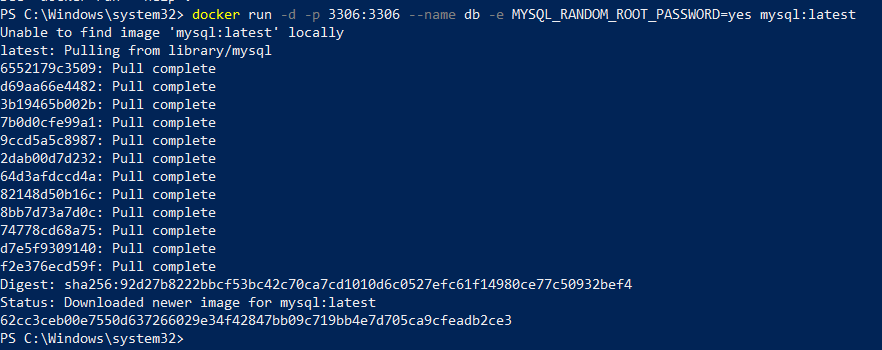 PS C:\Windows\system32> docker run -d -p 3306:3306 --name db -e MYSQL_RANDOM_ROOT_PASSWORD=yes mysql:latest
Unable to find image 'mysql:latest' locally
latest: Pulling from library/mysql
6552179c3509: Pull complete
d69aa66e4482: Pull complete
3b19465b002b: Pull complete
7b0d0cfe99a1: Pull complete
9ccd5a5c8987: Pull complete
2dab00d7d232: Pull complete
64d3afdccd4a: Pull complete
82148d50b16c: Pull complete
8bb7d73a7d0c: Pull complete
74778cd68a75: Pull complete
d7e5f9309140: Pull complete
f2e376ecd59f: Pull complete
Digest: sha256:92d27b8222bbcf53bc42c70ca7cd1010d6c0527efc61f14980ce77c50932bef4
Status: Downloaded newer image for mysql:latest
62cc3ceb00e7550d637266029e34f42847bb09c719bb4e7d705ca9cfeadb2ce3
PS C:\Windows\system32>